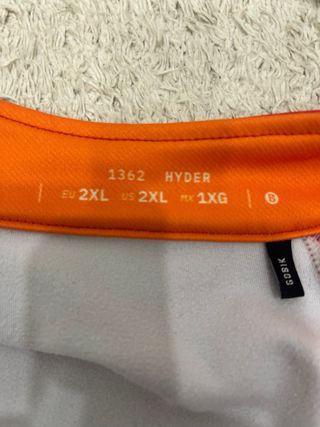 1362 HYDER
EU 2XL US 2XL MX 1XG B
GOBIK